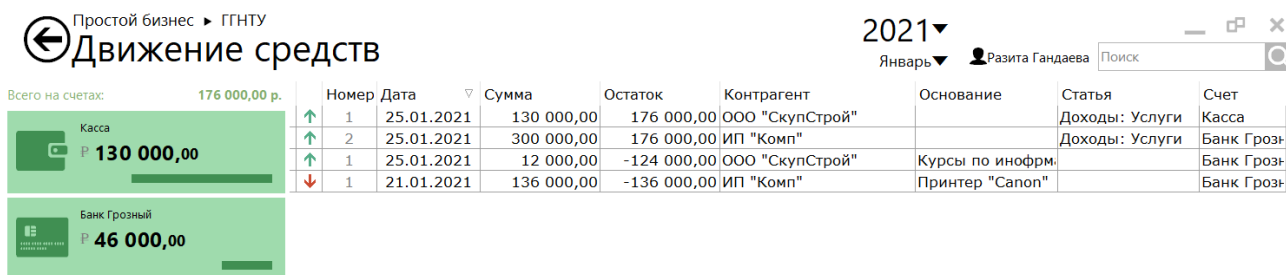 Простой бизнес ▸ ГГНТУ
Движение средств
2021▼
Январь▼
Разита Гандаева
Поиск
Всего на счетах: 176 000,00 р.
Касса
₽ 130 000,00
Банк Грозный
₽ 46 000,00
Номер Дата Сумма Остаток Контрагент Основание Статья Счет
↑ 1 25.01.2021 130 000,00 176 000,00 ООО "СкупСтрой" Доходы: Услуги Касса
↑ 2 25.01.2021 300 000,00 176 000,00 ИП "Комп" Доходы: Услуги Банк Грозн
↑ 1 25.01.2021 12 000,00 -124 000,00 ООО "СкупСтрой" Курсы по инофрм. Банк Грозн
↓ 1 21.01.2021 136 000,00 -136 000,00 ИП "Комп" Принтер "Canon" Банк Грозн